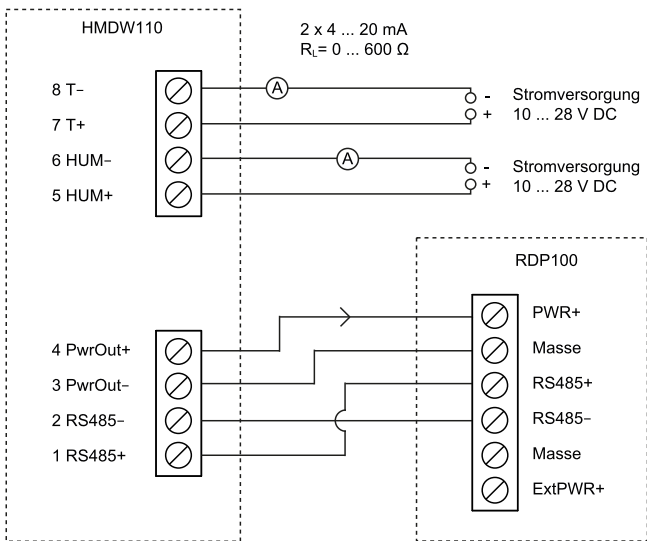 HMDW110
2 x 4 ... 20 mA
RL= 0 ... 600 Ω
8 T−
A
-
Stromversorgung
+
10 ... 28 V DC
7 T+
6 HUM−
A
-
Stromversorgung
+
10 ... 28 V DC
5 HUM+
RDP100
4 PwrOut+
3 PwrOut−
2 RS485−
1 RS485+
PWR+
Masse
RS485+
RS485−
Masse
ExtPWR+